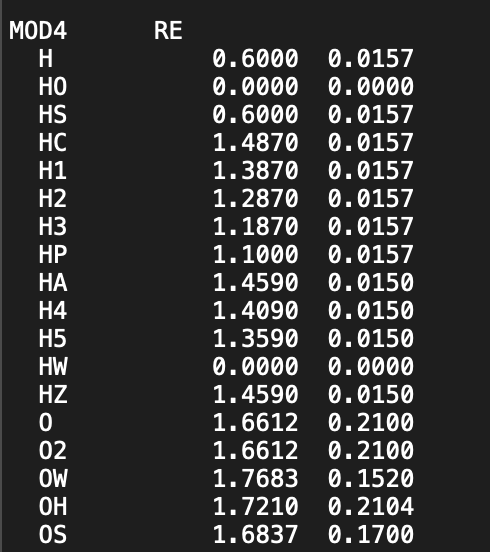 MOD4      RE
  H           0.6000  0.0157
  HO          0.0000  0.0000
  HS          0.6000  0.0157
  HC          1.4870  0.0157
  H1          1.3870  0.0157
  H2          1.2870  0.0157
  H3          1.1870  0.0157
  HP          1.1000  0.0157
  HA          1.4590  0.0150
  H4          1.4090  0.0150
  H5          1.3590  0.0150
  HW          0.0000  0.0000
  HZ          1.4590  0.0150
  O           1.6612  0.2100
  O2          1.6612  0.2100
  OW          1.7683  0.1520
  OH          1.7210  0.2104
  OS          1.6837  0.1700